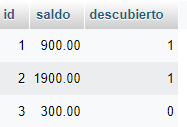 id saldo descubierto
1 900.00 1
2 1900.00 1
3 300.00 0